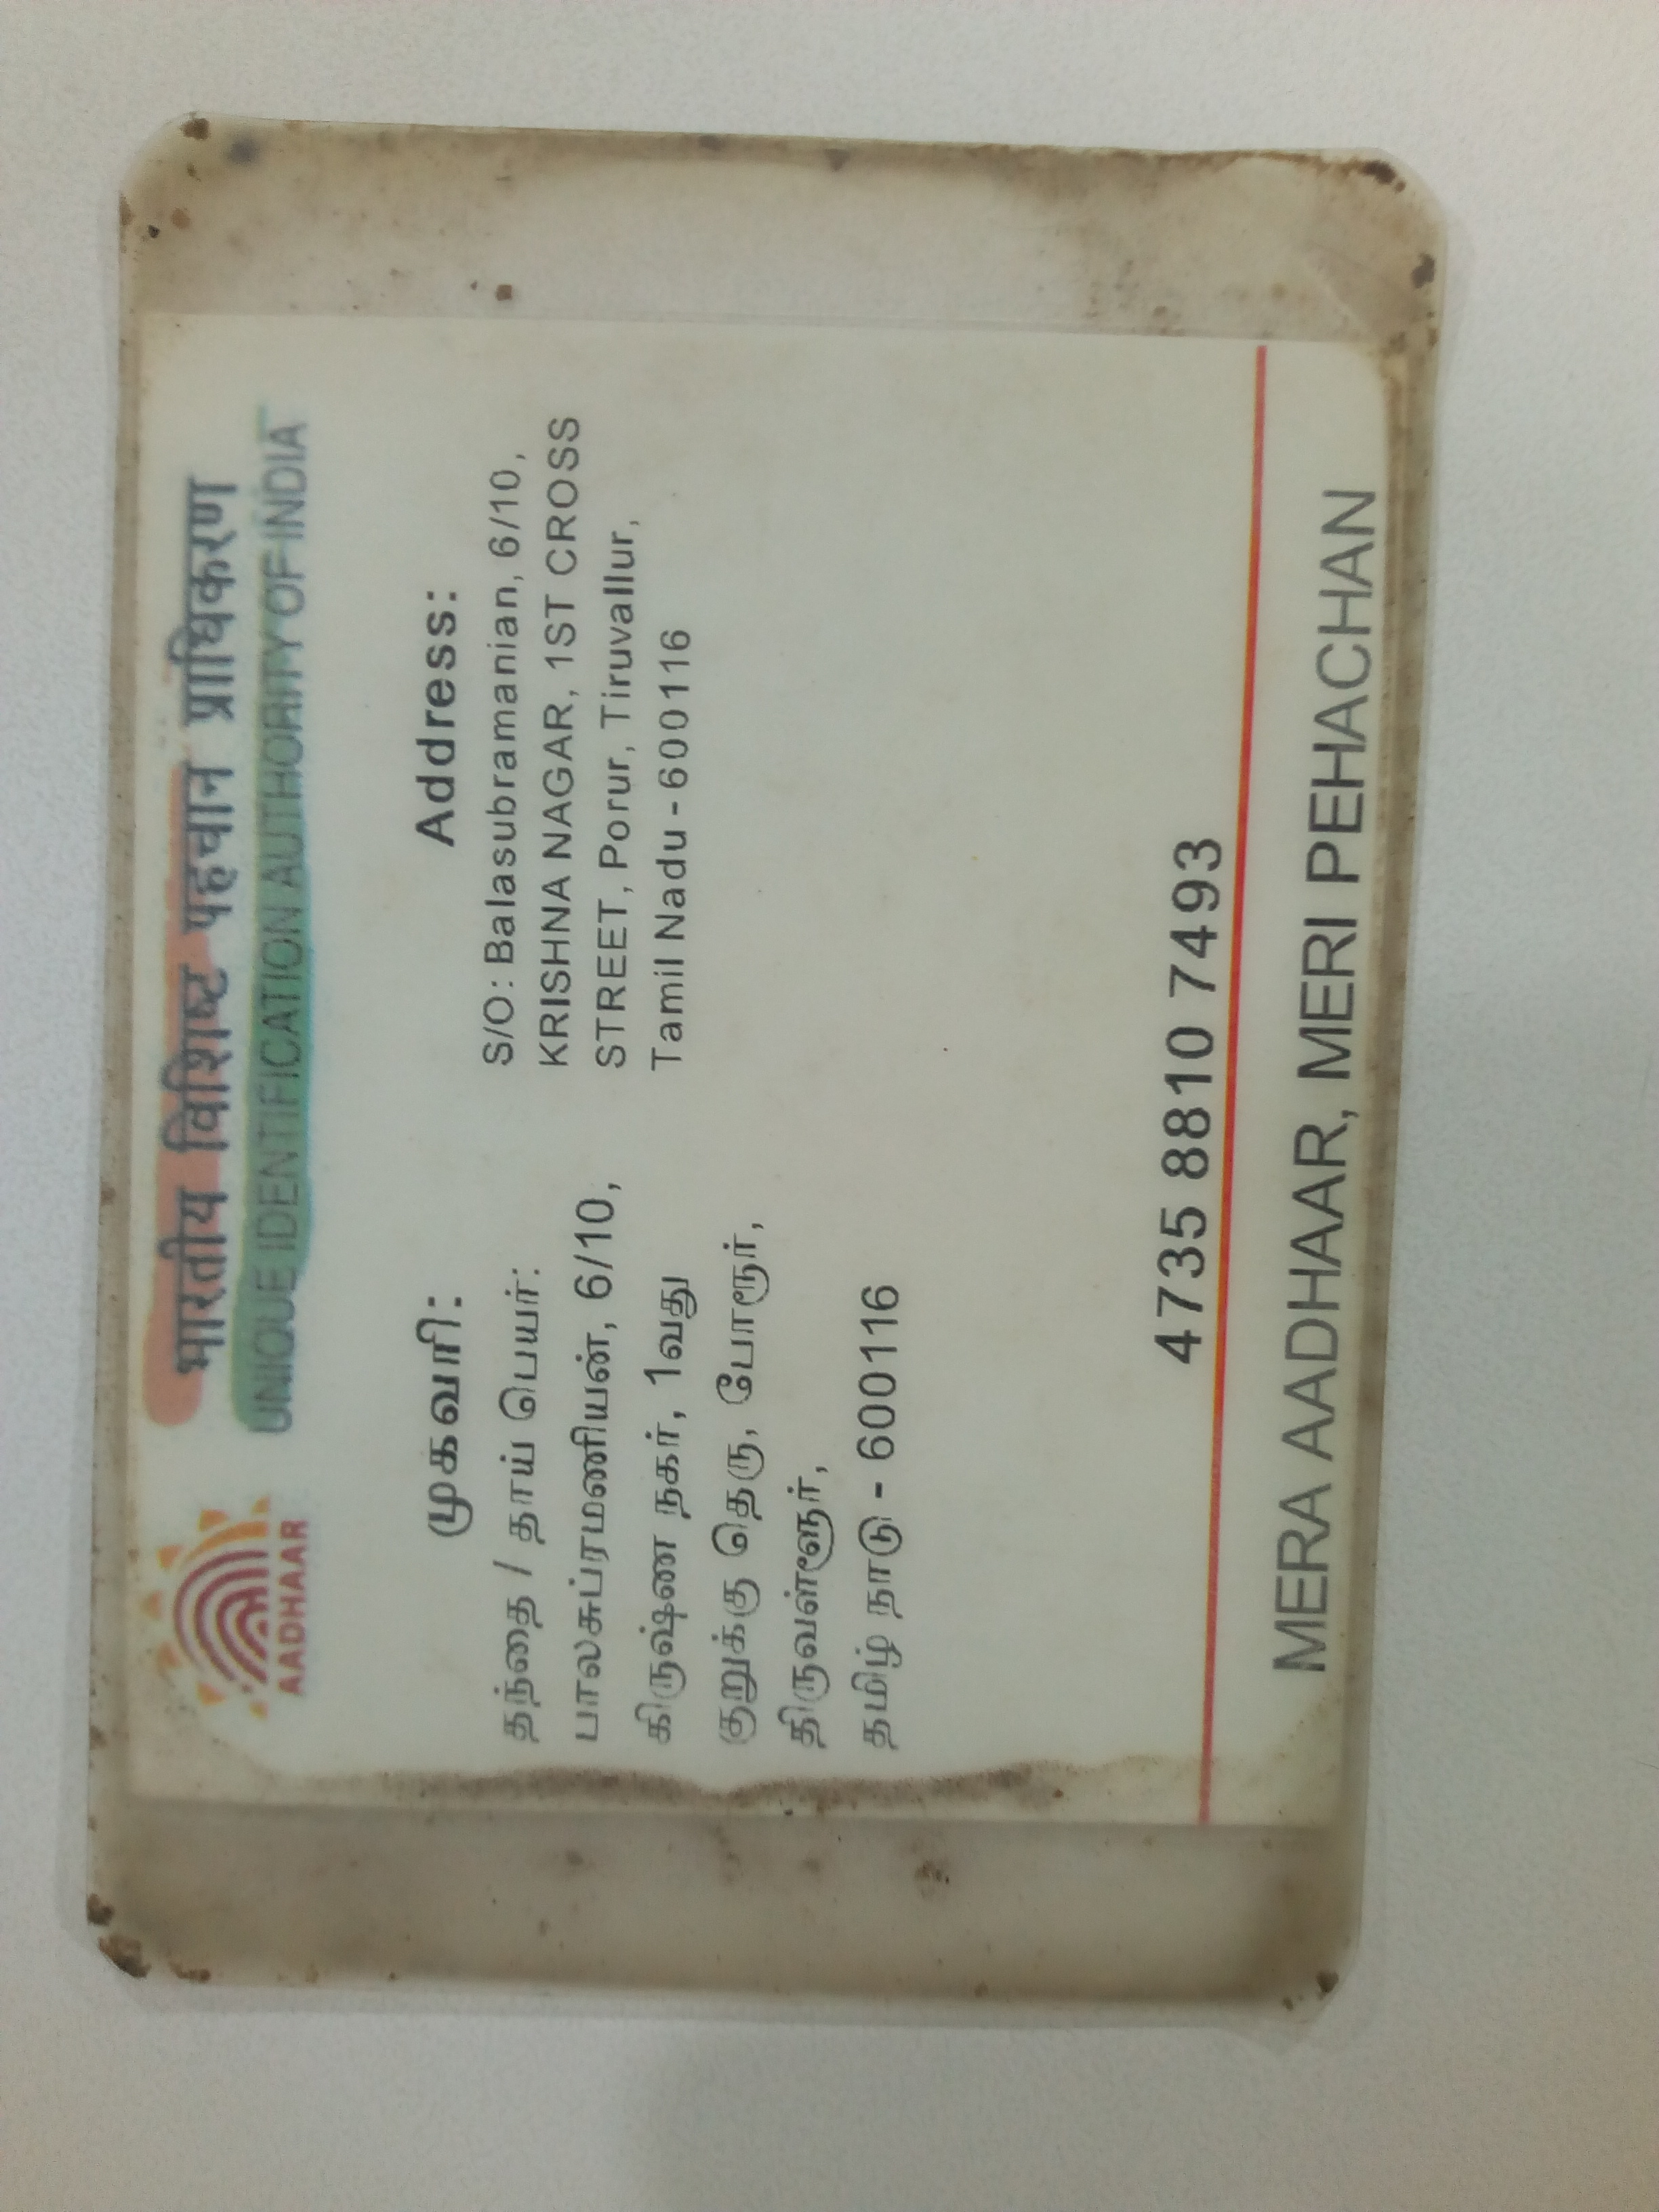 भारतीय विशिष्ट पहचान प्राधिकरण
UNIQUE IDENTIFICATION AUTHORITY OF INDIA
AADHAAR
முகவரி:
தந்தை / தாய் பெயர்:
பாலசுப்ரமணியன், 6/10,
கிருஷ்ண நகர், 1வது
குறுக்கு தெரு, போரூர்,
திருவள்ளூர்,
தமிழ் நாடு - 600116
Address:
S/O: Balasubramanian, 6/10,
KRISHNA NAGAR, 1ST CROSS
STREET, Porur, Tiruvallur,
Tamil Nadu - 600116
4735 8810 7493
MERA AADHAAR, MERI PEHACHAN